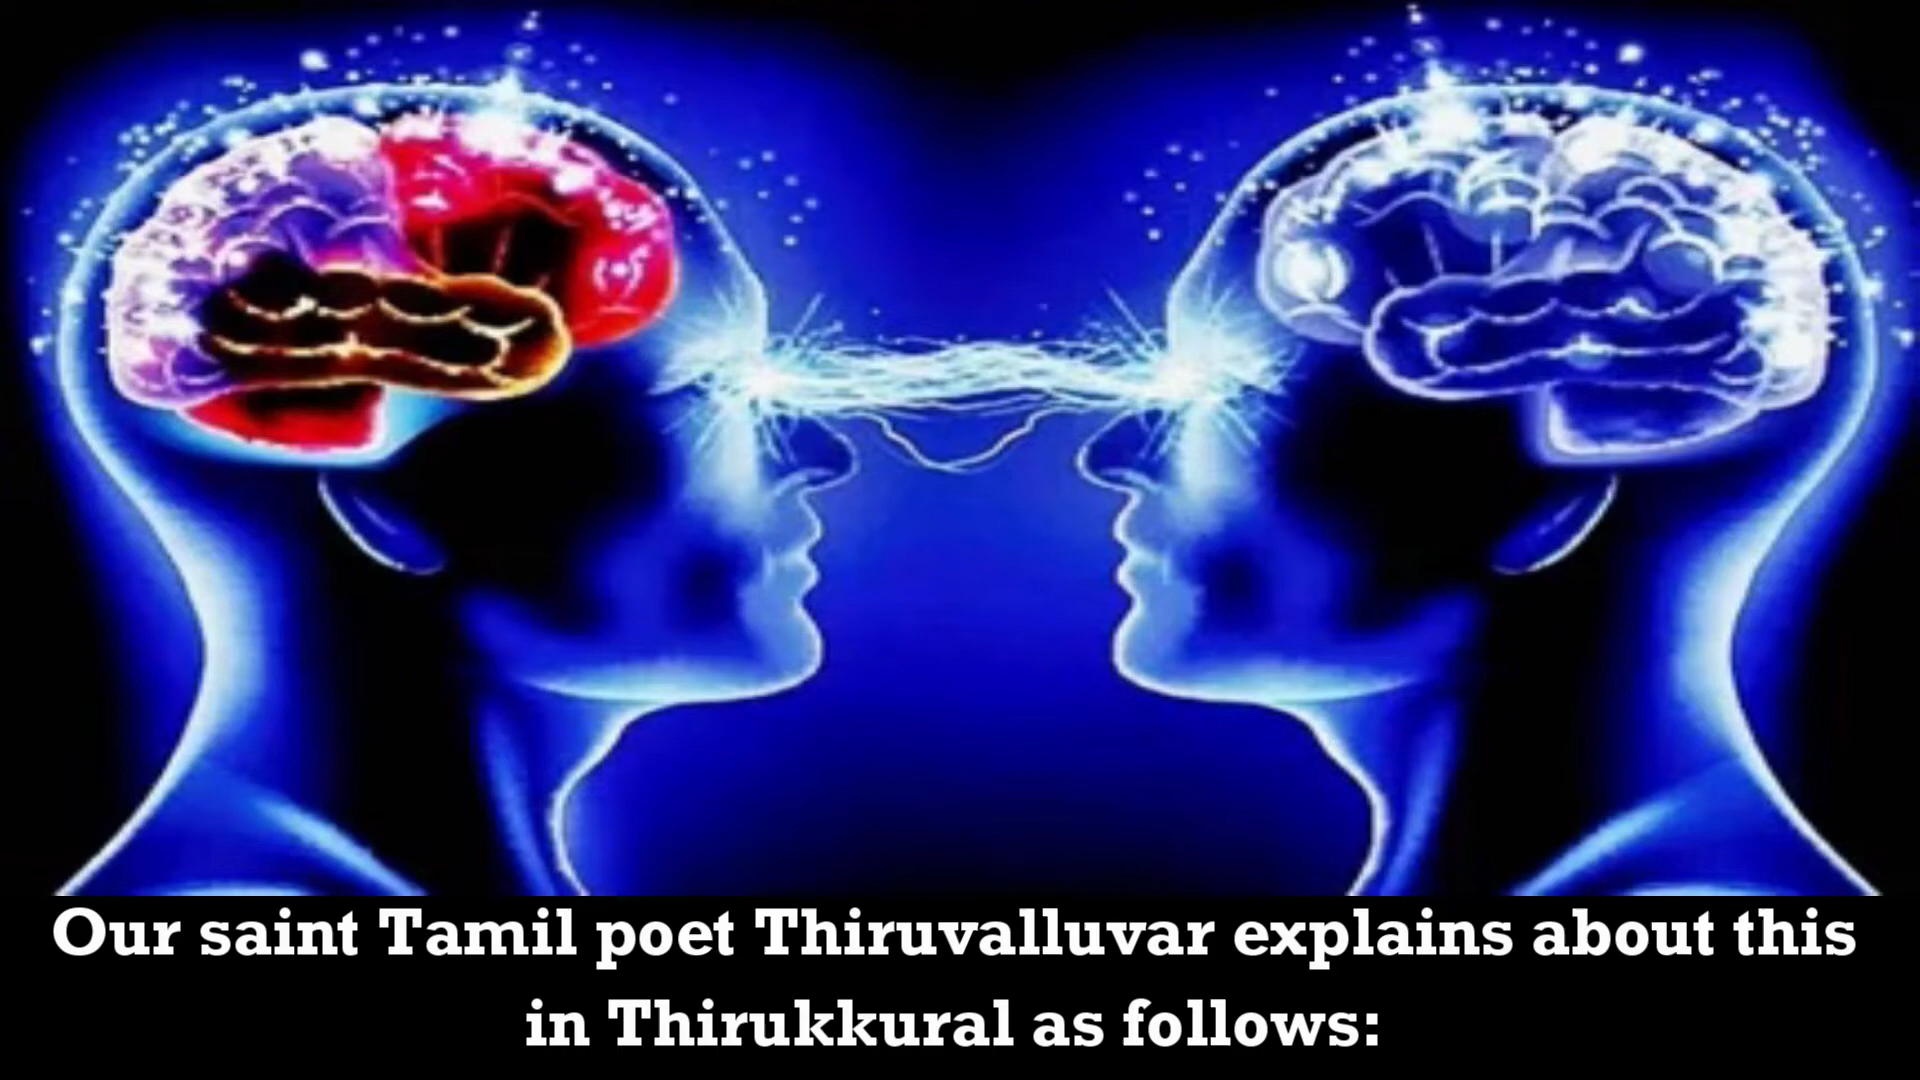 Our saint Tamil poet Thiruvalluvar explains about this
in Thirukkural as follows: